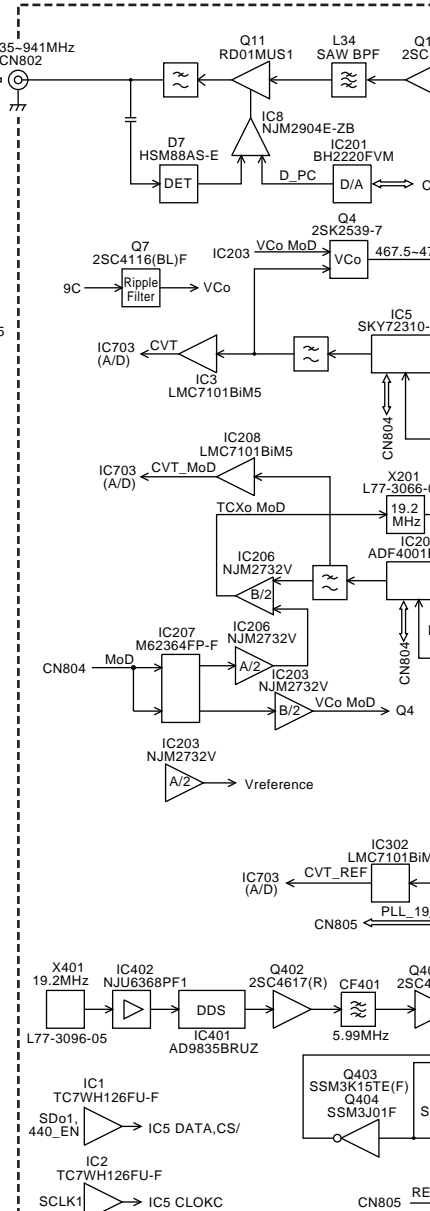 35~941MHz
CN802
Q11
RD01MUS1
L34
SAW BPF
Q1
2SC
IC8
NJM2904E-ZB
D7
HSM88AS-E
DET
IC201
BH2220FVM
D_PC
D/A
C
Q4
2SK2539-7
IC203
VCo MoD
VCo
467.5~47
Q7
2SC4116(BL)F
9C
Ripple
Filter
VCo
5
IC5
SKY72310-
IC703
(A/D)
CVT
IC3
LMC7101BiM5
CN804
IC208
LMC7101BiM5
IC703
(A/D)
CVT_MoD
X201
L77-3066-
TCXo MoD
19.2
MHz
IC20
ADF4001
IC206
NJM2732V
B/2
CN804
IC206
NJM2732V
IC207
M62364FP-F
CN804
MoD
A/2
IC203
NJM2732V
B/2
VCo MoD
Q4
IC203
NJM2732V
A/2
Vreference
IC302
LMC7101BiM
IC703
(A/D)
CVT_REF
CN805
PLL_19
X401
19.2MHz
IC402
NJU6368PF1
Q402
2SC4617(R)
CF401
Q40
2SC4
DDS
L77-3096-05
IC401
AD9835BRUZ
5.99MHz
IC1
TC7WH126FU-F
SDo1,
440_EN
IC5 DATA,CS/
Q403
SSM3K15TE(F)
Q404
SSM3J01F
S
IC2
TC7WH126FU-F
SCLK1
IC5 CLOKC
CN805
RE